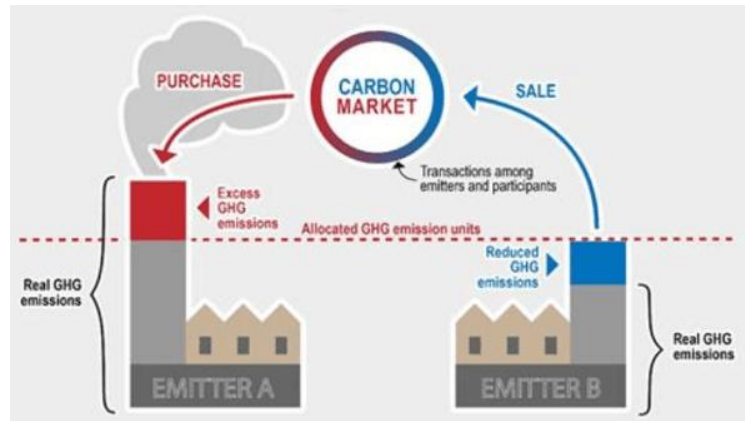 PURCHASE
CARBON
MARKET
SALE
Transactions among
emitters and participants
Excess
GHG
emissions
Allocated GHG emission units
Reduced
GHG
emissions
Real GHG
emissions
Real GHG
emissions
EMITTER A
EMITTER B